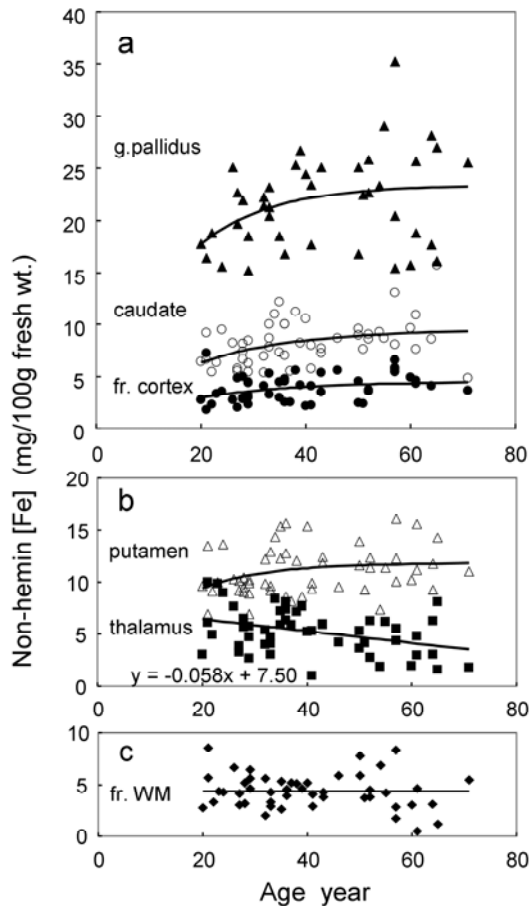 a
40
35
30
25
20
15
10
5
0
g.pallidus
caudate
fr. cortex
0 20 40 60 80
Non-hemin [Fe] (mg/100g fresh wt.)
b
20
15
10
5
0
putamen
thalamus
y = -0.058x + 7.50
0 20 40 60 80
c
10
5
0
fr. WM
0 20 40 60 80
Age year